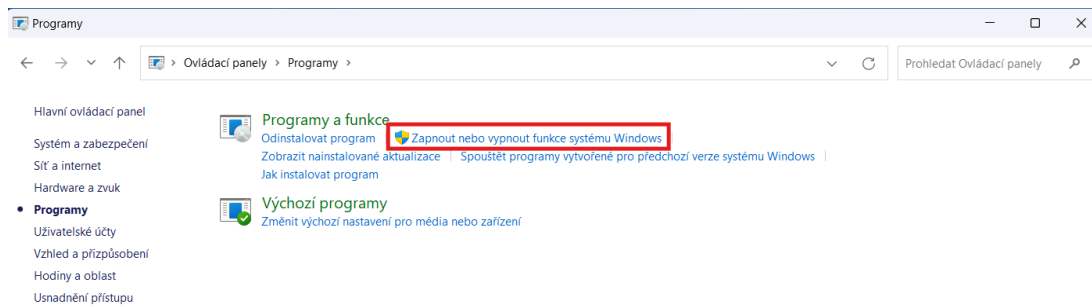 Programy
Ovládací panely > Programy >
Prohledat Ovládací panely
Hlavní ovládací panel
Systém a zabezpečení
Síť a internet
Hardware a zvuk
Programy
Uživatelské účty
Vzhled a přizpůsobení
Hodiny a oblast
Usnadnění přístupu
Programy a funkce
Odinstalovat program Zapnout nebo vypnout funkce systému Windows
Zobrazit nainstalované aktualizace Spouštět programy vytvořené pro předchozí verze systému Windows
Jak instalovat program
Výchozí programy
Změnit výchozí nastavení pro média nebo zařízení